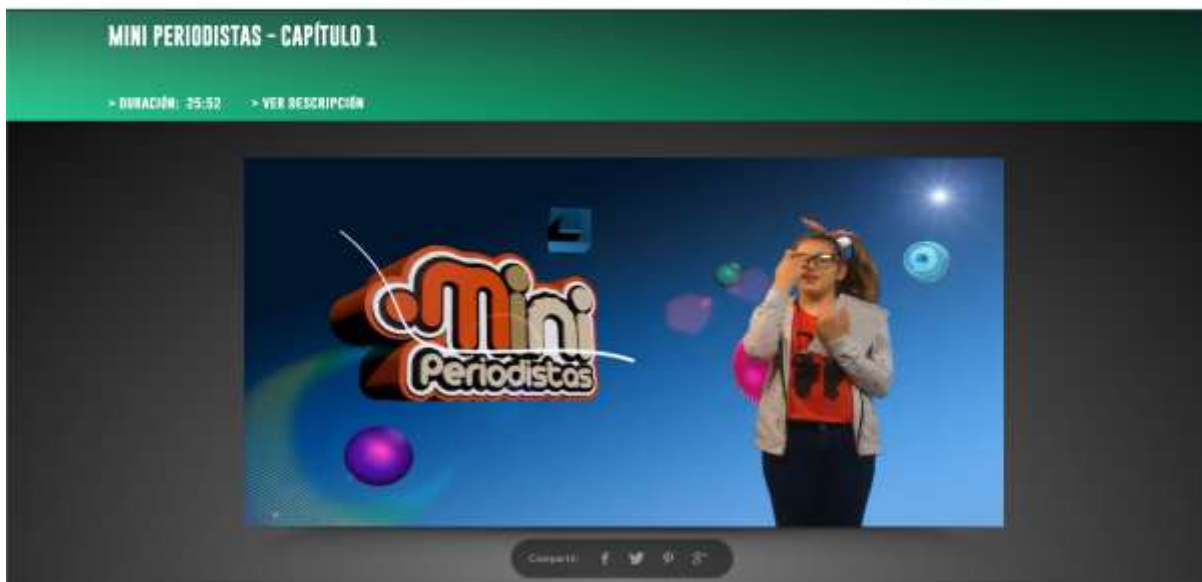 MINI PERIODISTAS - CAPÍTULO 1
> DURACIÓN: 25:52 > VER DESCRIPCIÓN
mini
Periodistas
Compartir: